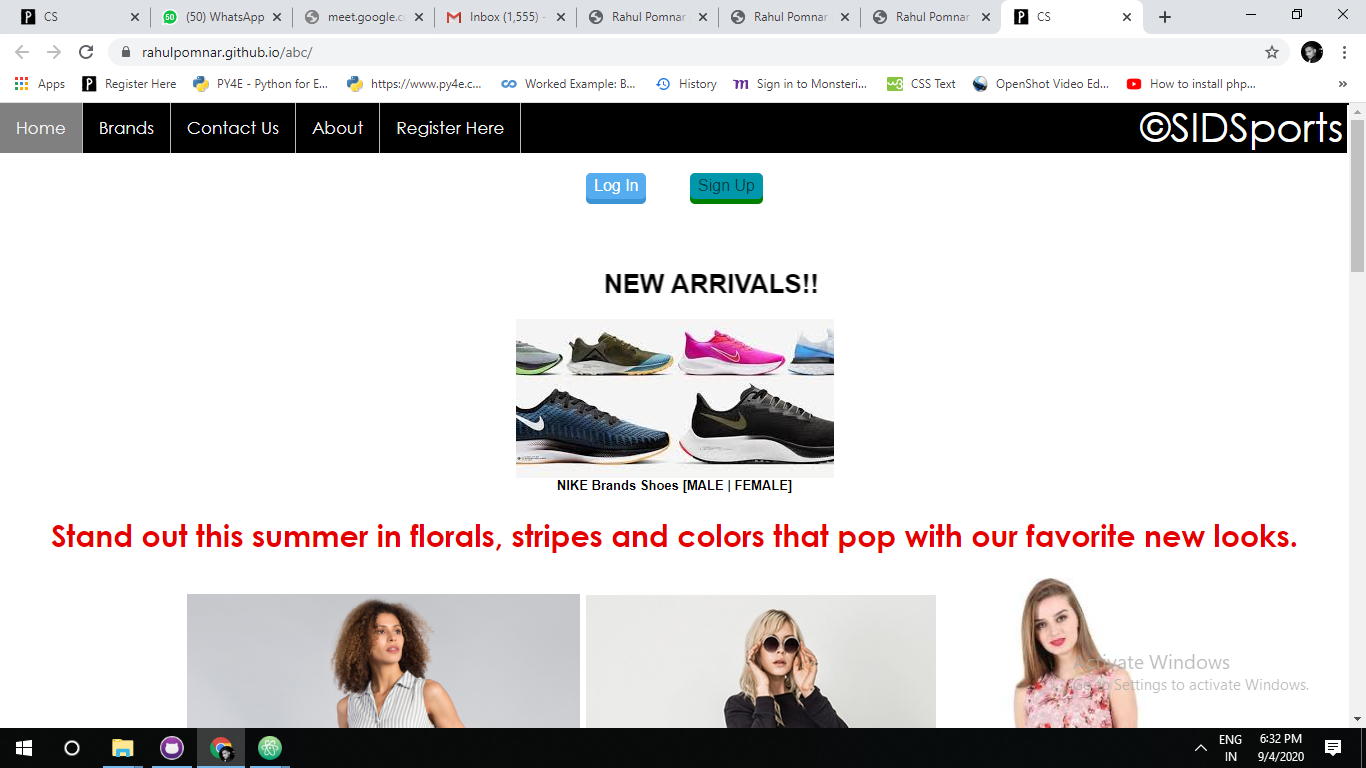 CS
(50) WhatsApp
meet.google.c
Inbox (1,555) -
Rahul Pomnar
Rahul Pomnar
Rahul Pomnar
CS
rahulpomnar.github.io/abc/
Apps
Register Here
PY4E - Python for E...
https://www.py4e.c...
Worked Example: B...
History
Sign in to Monsteri...
CSS Text
OpenShot Video Ed...
How to install php...
»
Home
Brands
Contact Us
About
Register Here
©SIDSports
Log In
Sign Up
NEW ARRIVALS!!
NIKE Brands Shoes [MALE | FEMALE]
Stand out this summer in florals, stripes and colors that pop with our favorite new looks.
Activate Windows
Go to Settings to activate Windows.
ENG
IN
6:32 PM
9/4/2020